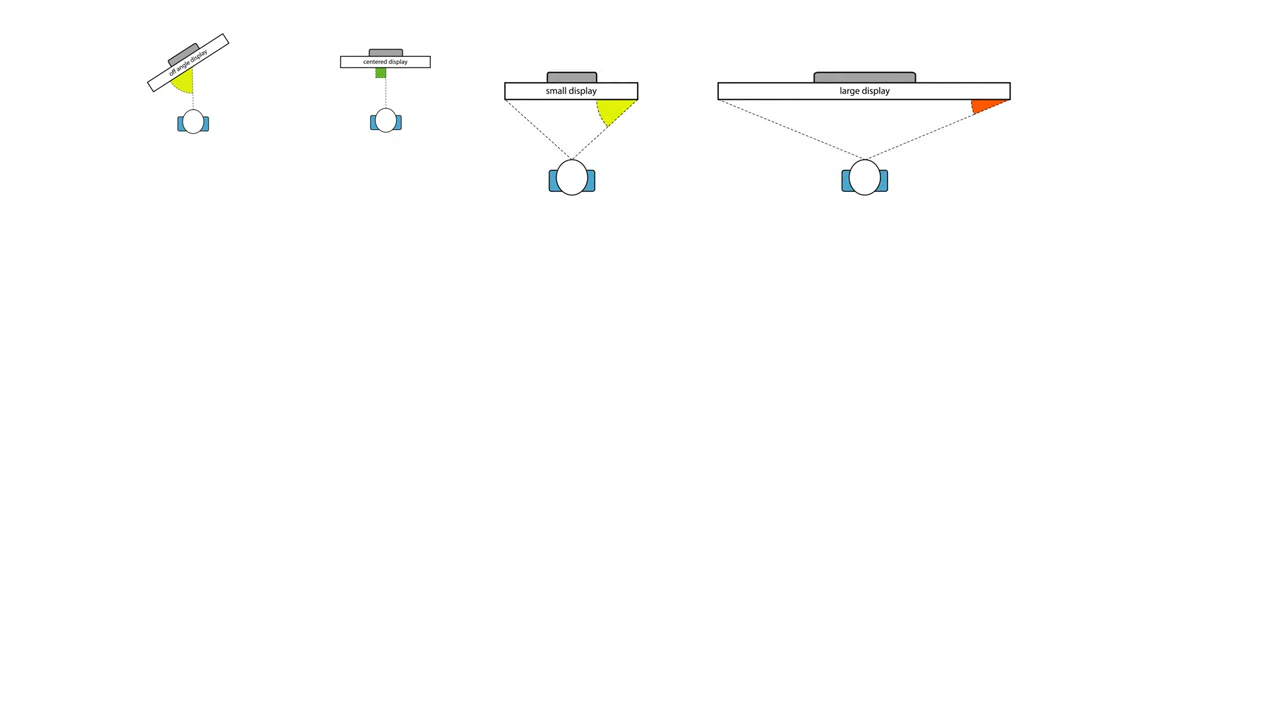 off angle display
centered display
small display
large display